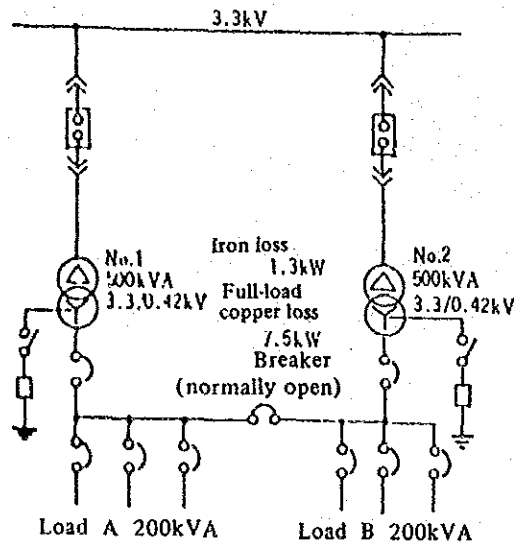 3.3kV
No.1
500kVA
3.3/0.42kV
Iron loss
1.3kW
Full-load
copper loss
7.5kW
Breaker
(normally open)
No.2
500kVA
3.3/0.42kV
Load A 200kVA
Load B 200kVA